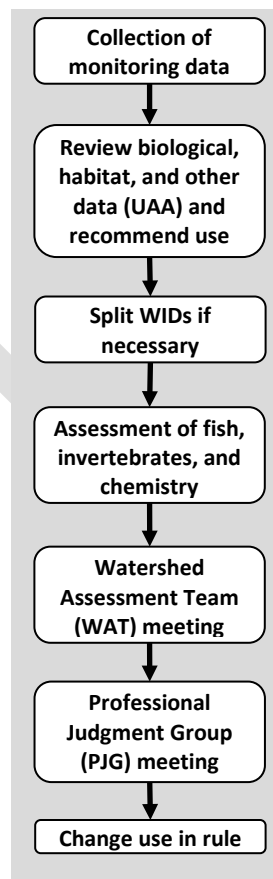 Collection of
monitoring data
Review biological,
habitat, and other
data (UAA) and
recommend use
Split WIDs if
necessary
Assessment of fish,
invertebrates, and
chemistry
Watershed
Assessment Team
(WAT) meeting
Professional
Judgment Group
(PJG) meeting
Change use in rule